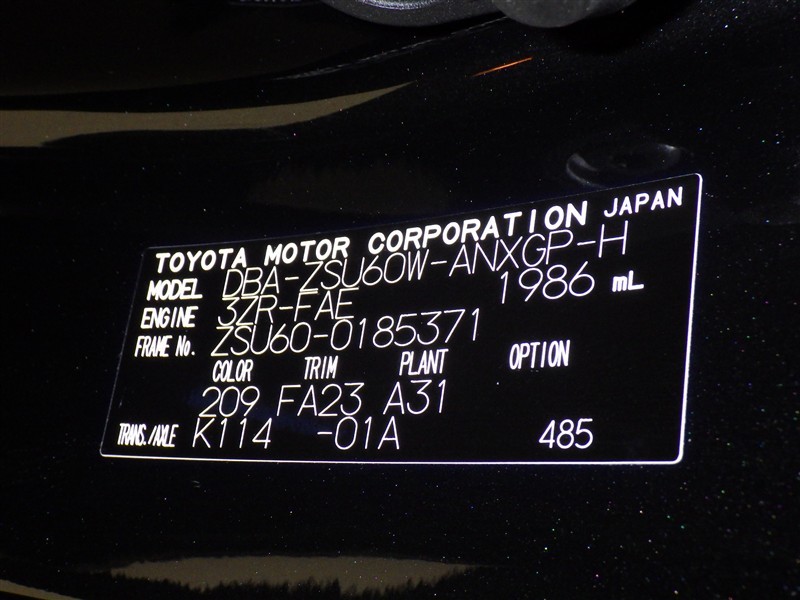 TOYOTA MOTOR CORPORATION JAPAN
MODEL DBA-ZSU60W-ANXGP-H
ENGINE 3ZR-FAE 1986 mL
FRAME No. ZSU60-0185371
COLOR TRIM PLANT OPTION
209 FA23 A31
TRANS./AXLE K114 -01A 485